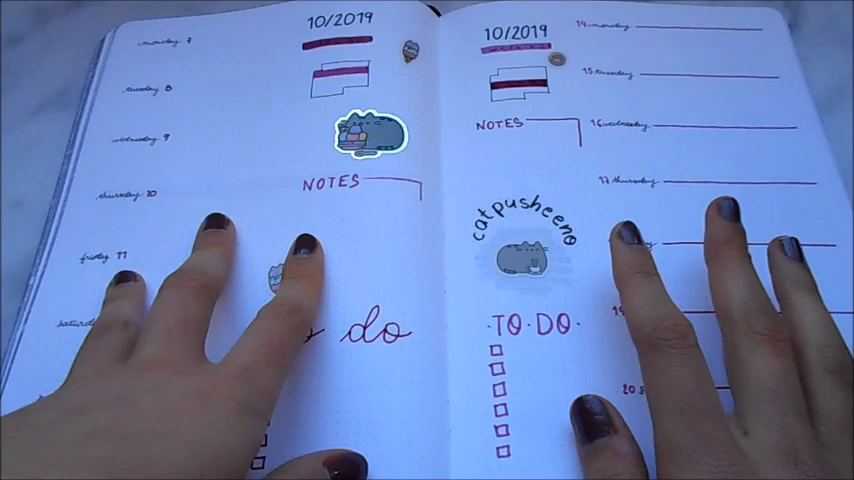 10/2019
monday 7
tuesday 8
wednesday 9
thursday 10
NOTES
friday 11
do
10/2019
NOTES
catpusheeno
·TO·DO·
14 monday
15 tuesday
16 wednesday
17 thursday
20